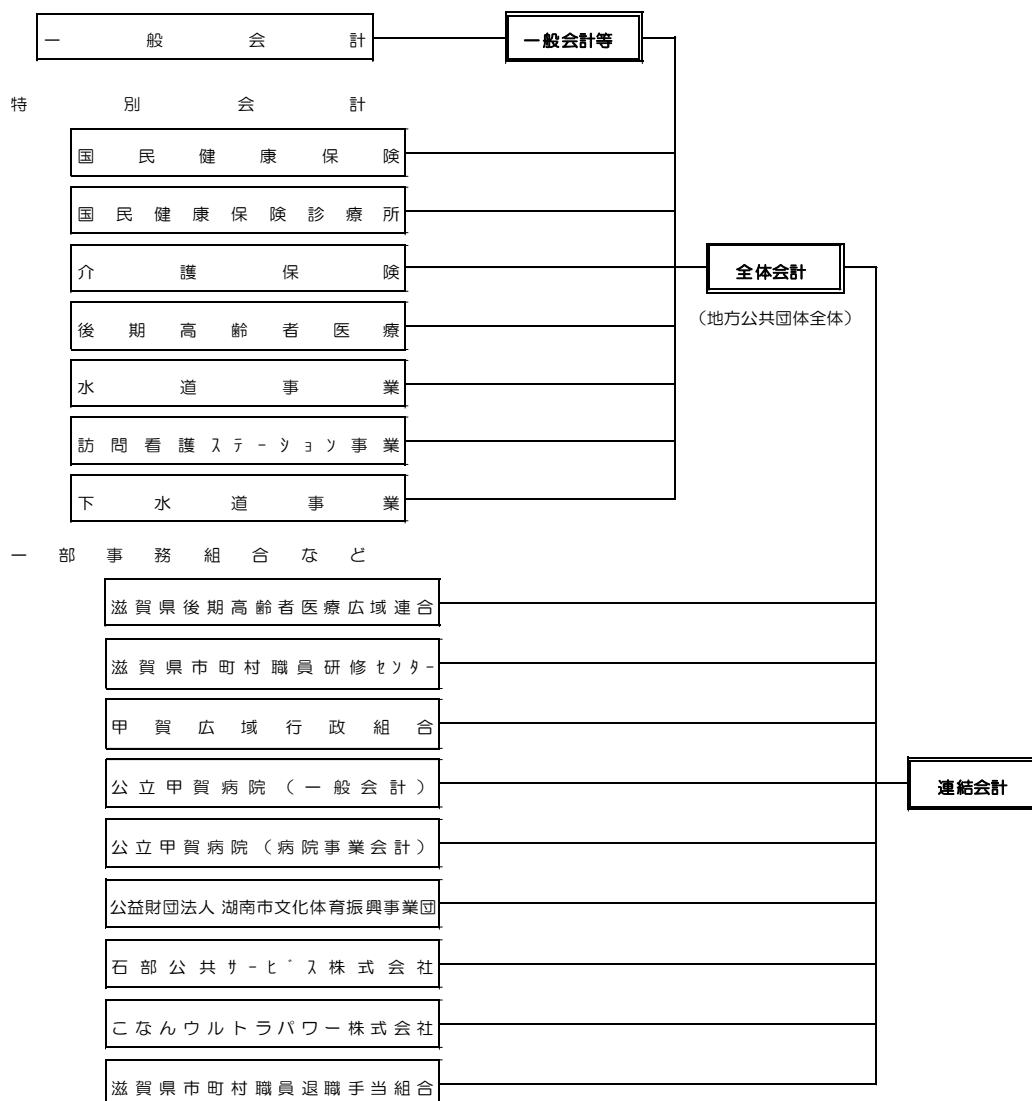 一般会計
一般会計等
特別会計
国民健康保険
国民健康保険診療所
介護保険
全体会計
（地方公共団体全体）
後期高齢者医療
水道事業
訪問看護ｽﾃｰｼｮﾝ事業
下水道事業
一部事務組合など
滋賀県後期高齢者医療広域連合
滋賀県市町村職員研修ｾﾝﾀｰ
甲賀広域行政組合
公立甲賀病院（一般会計）
連結会計
公立甲賀病院（病院事業会計）
公益財団法人 湖南市文化体育振興事業団
石部公共ｻｰﾋﾞｽ株式会社
こなんウルトラパワー株式会社
滋賀県市町村職員退職手当組合